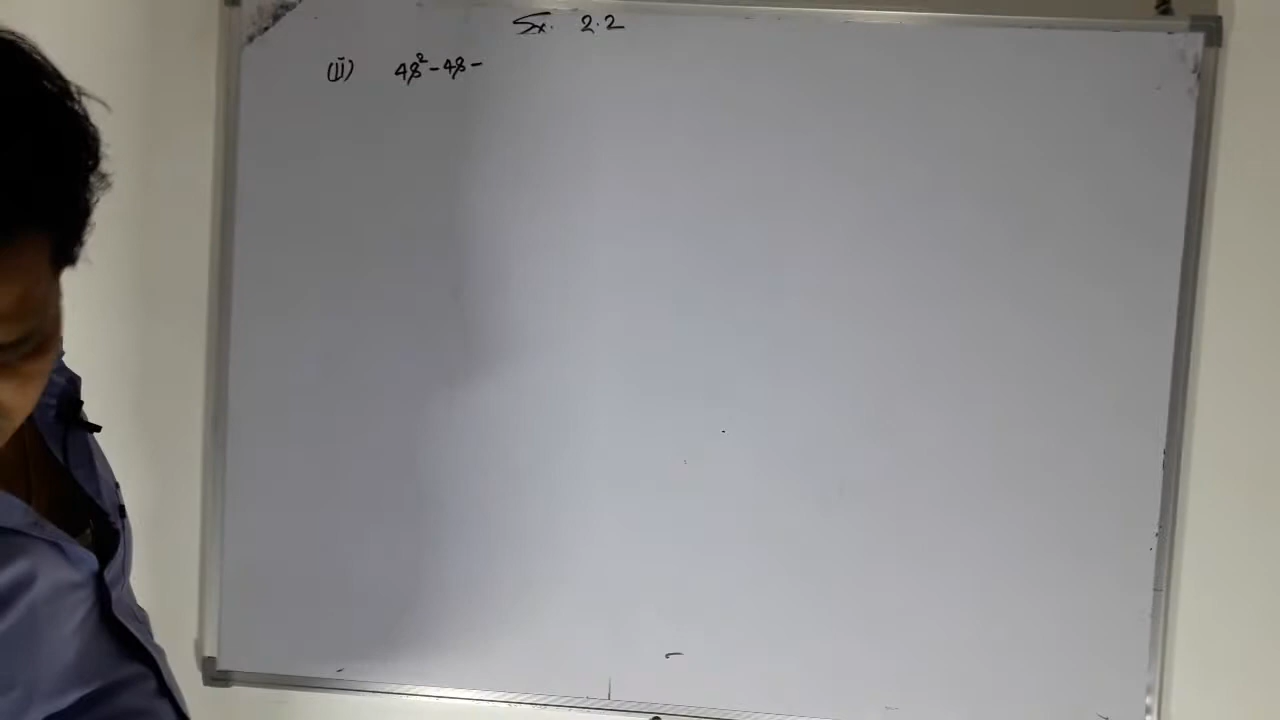 Ex. 2.2
(ii) 4s² - 4s -